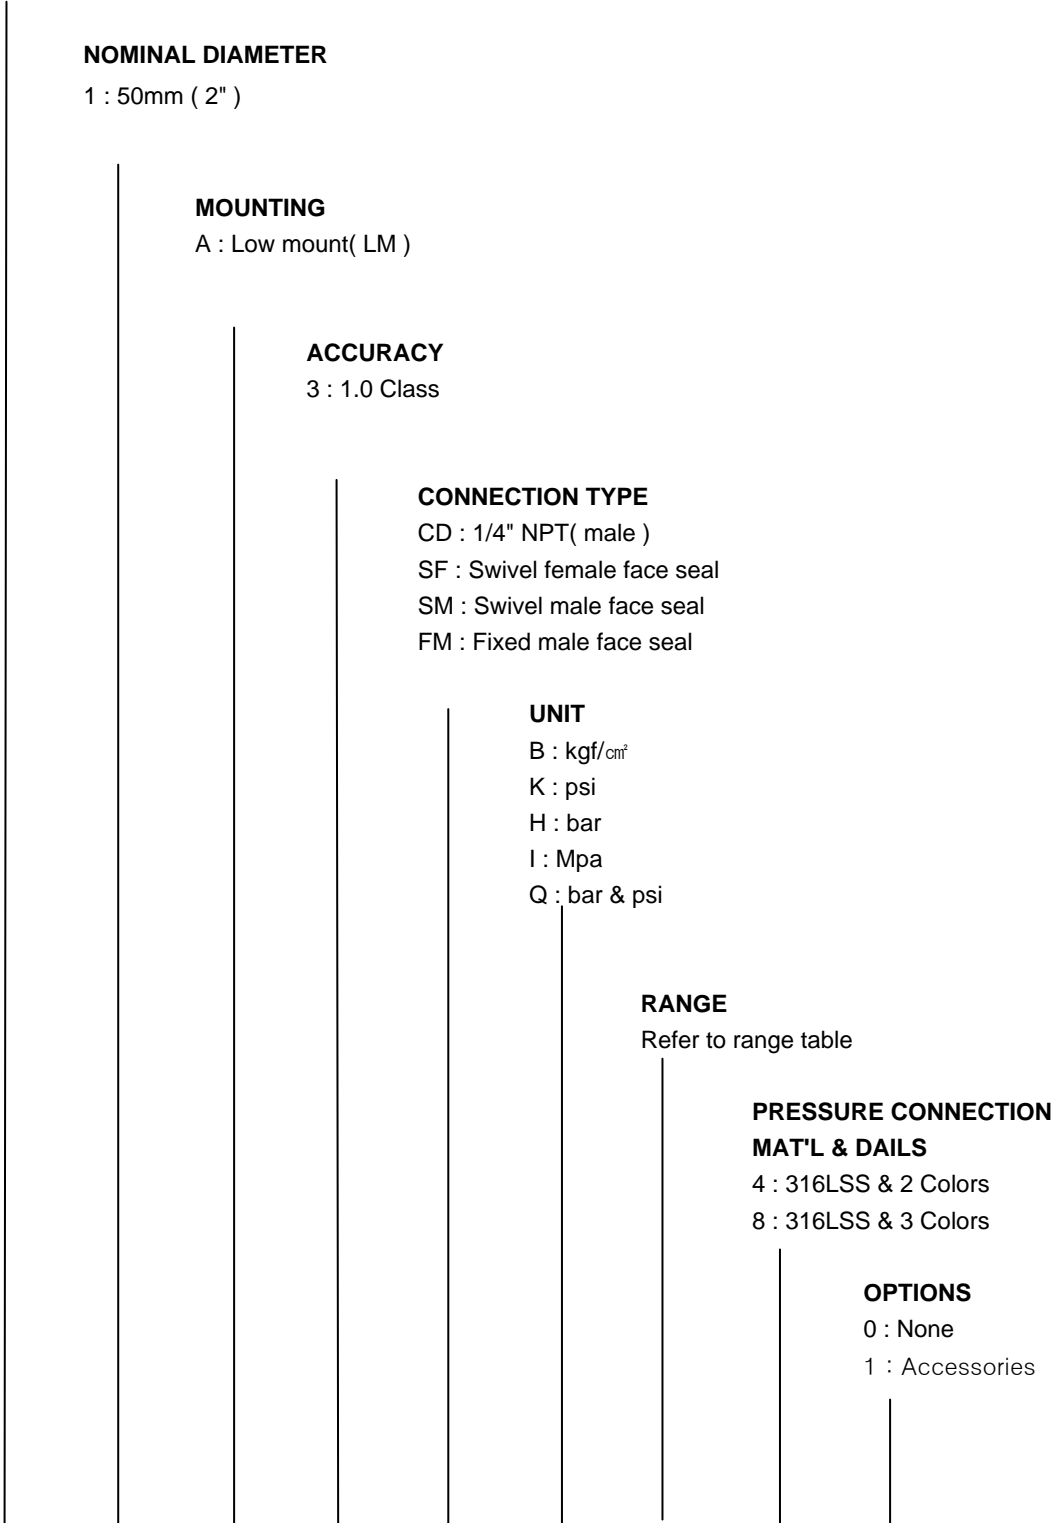 NOMINAL DIAMETER
1 : 50mm ( 2" )
MOUNTING
A : Low mount( LM )
ACCURACY
3 : 1.0 Class
CONNECTION TYPE
CD : 1/4" NPT( male )
SF : Swivel female face seal
SM : Swivel male face seal
FM : Fixed male face seal
UNIT
B : kgf/㎠
K : psi
H : bar
I : Mpa
Q : bar & psi
RANGE
Refer to range table
PRESSURE CONNECTION
MAT'L & DAILS
4 : 316LSS & 2 Colors
8 : 316LSS & 3 Colors
OPTIONS
0 : None
1 : Accessories